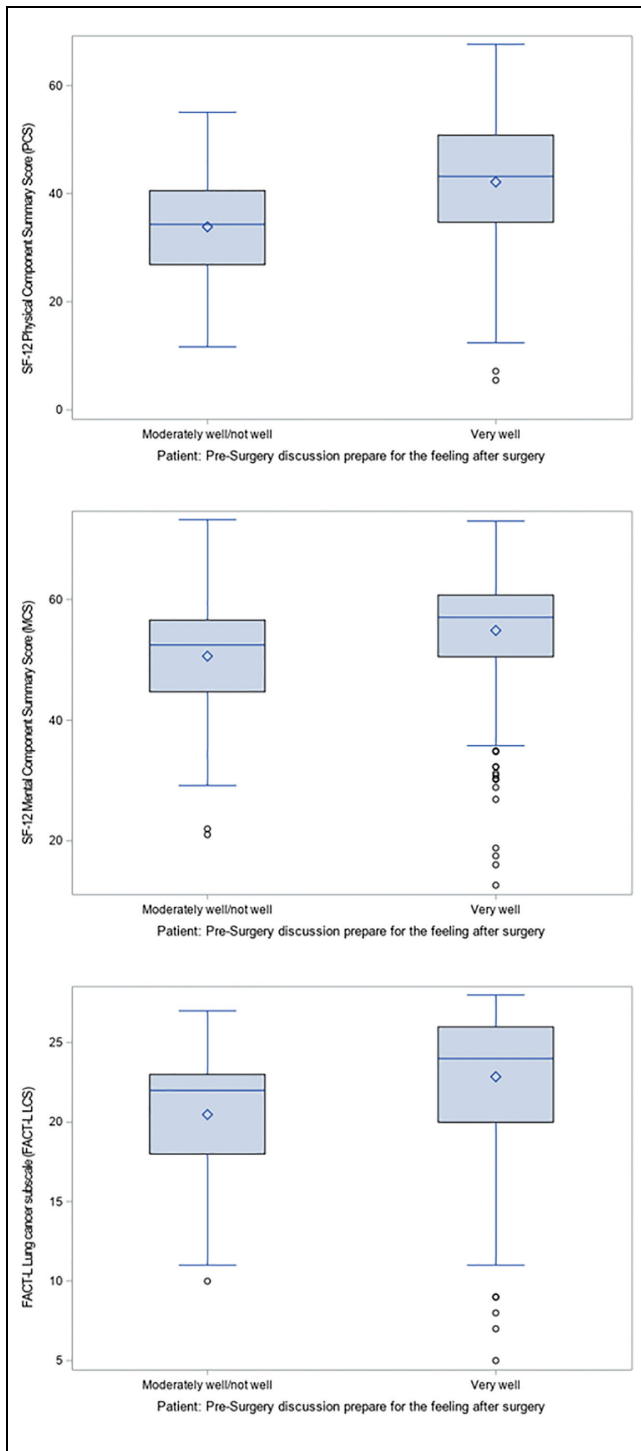 SF-12 Physical Component Summary Score (PCS)
60
40
20
0
Moderately well/not well
Very well
Patient: Pre-Surgery discussion prepare for the feeling after surgery
SF-12 Mental Component Summary Score (MCS)
60
40
20
Moderately well/not well
Very well
Patient: Pre-Surgery discussion prepare for the feeling after surgery
FACT-L Lung cancer subscale (FACT-L LCS)
25
20
15
10
5
Moderately well/not well
Very well
Patient: Pre-Surgery discussion prepare for the feeling after surgery